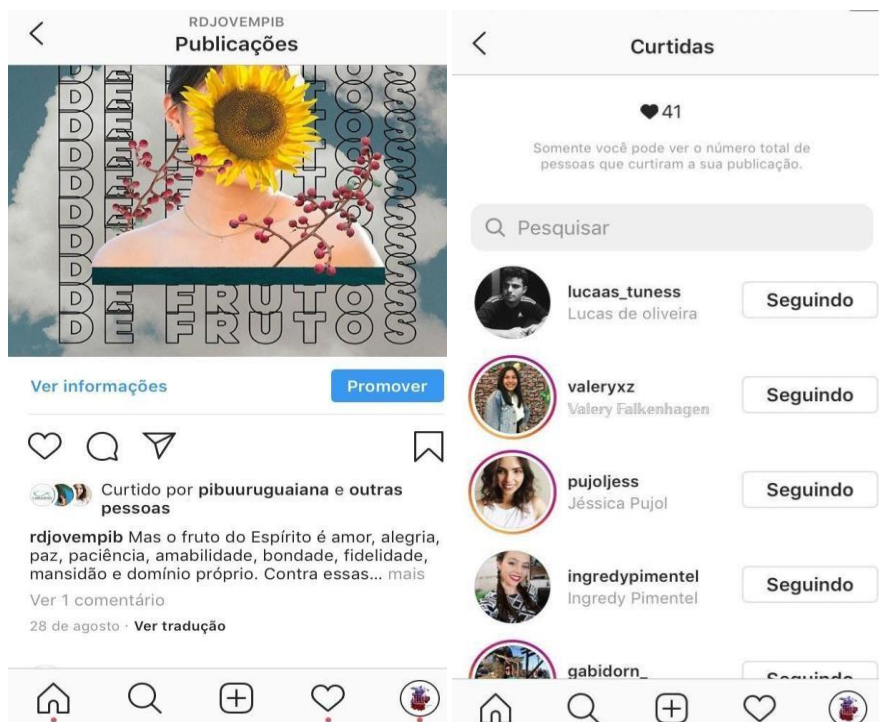 RDJOVEMPIB
Publicações
DE FRUTOS
DE FRUTOS
Ver informações
Promover
Curtido por pibuuruguaiana e outras
pessoas
rdjovempib Mas o fruto do Espírito é amor, alegria,
paz, paciência, amabilidade, bondade, fidelidade,
mansidão e domínio próprio. Contra essas... mais
Ver 1 comentário
28 de agosto · Ver tradução
Curtidas
41
Somente você pode ver o número total de
pessoas que curtiram a sua publicação.
Pesquisar
lucaas_tuness
Lucas de oliveira
Seguindo
valeryxz
Valery Falkenhagen
Seguindo
pujoljess
Jéssica Pujol
Seguindo
ingredypimentel
Ingredy Pimentel
Seguindo
gabidorn_
Seguindo